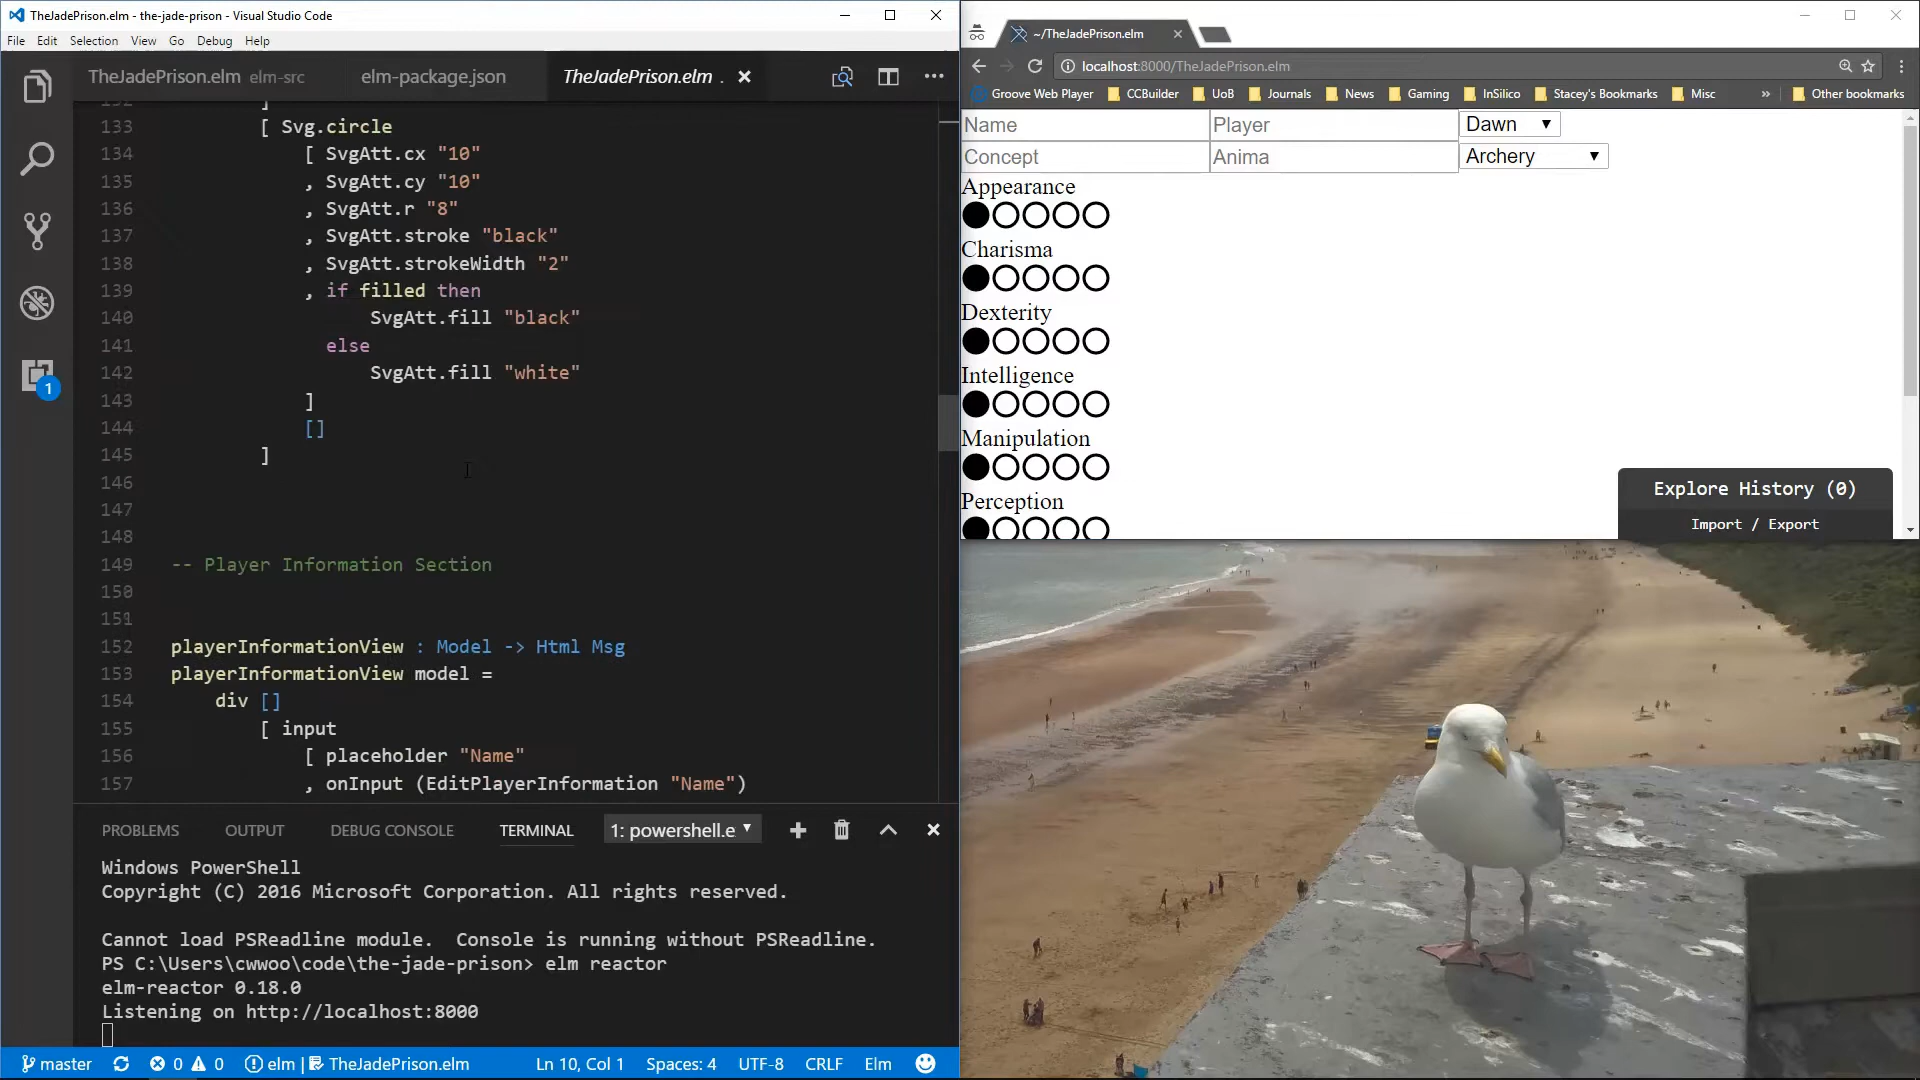 TheJadePrison.elm - the-jade-prison - Visual Studio Code
File Edit Selection View Go Debug Help
TheJadePrison.elm elm-src elm-package.json TheJadePrison.elm .
133 [ Svg.circle
134 [ SvgAtt.cx "10"
135 , SvgAtt.cy "10"
136 , SvgAtt.r "8"
137 , SvgAtt.stroke "black"
138 , SvgAtt.strokeWidth "2"
139 , if filled then
140 SvgAtt.fill "black"
141 else
142 SvgAtt.fill "white"
143 ]
144 []
145 ]
146
147
148
149 -- Player Information Section
150
151
152 playerInformationView : Model -> Html Msg
153 playerInformationView model =
154 div []
155 [ input
156 [ placeholder "Name"
157 , onInput (EditPlayerInformation "Name")
1
PROBLEMS OUTPUT DEBUG CONSOLE TERMINAL 1: powershell.e
Windows PowerShell
Copyright (C) 2016 Microsoft Corporation. All rights reserved.
Cannot load PSReadline module. Console is running without PSReadline.
PS C:\Users\cwwoo\code\the-jade-prison> elm reactor
elm-reactor 0.18.0
Listening on http://localhost:8000
master 0 0 elm | TheJadePrison.elm Ln 10, Col 1 Spaces: 4 UTF-8 CRLF Elm
~/TheJadePrison.elm
localhost:8000/TheJadePrison.elm
Groove Web Player CCBuilder UoB Journals News Gaming InSilico Stacey's Bookmarks Misc » Other bookmarks
Name Player Dawn
Concept Anima Archery
Appearance
Charisma
Dexterity
Intelligence
Manipulation
Perception
Explore History (0)
Import / Export